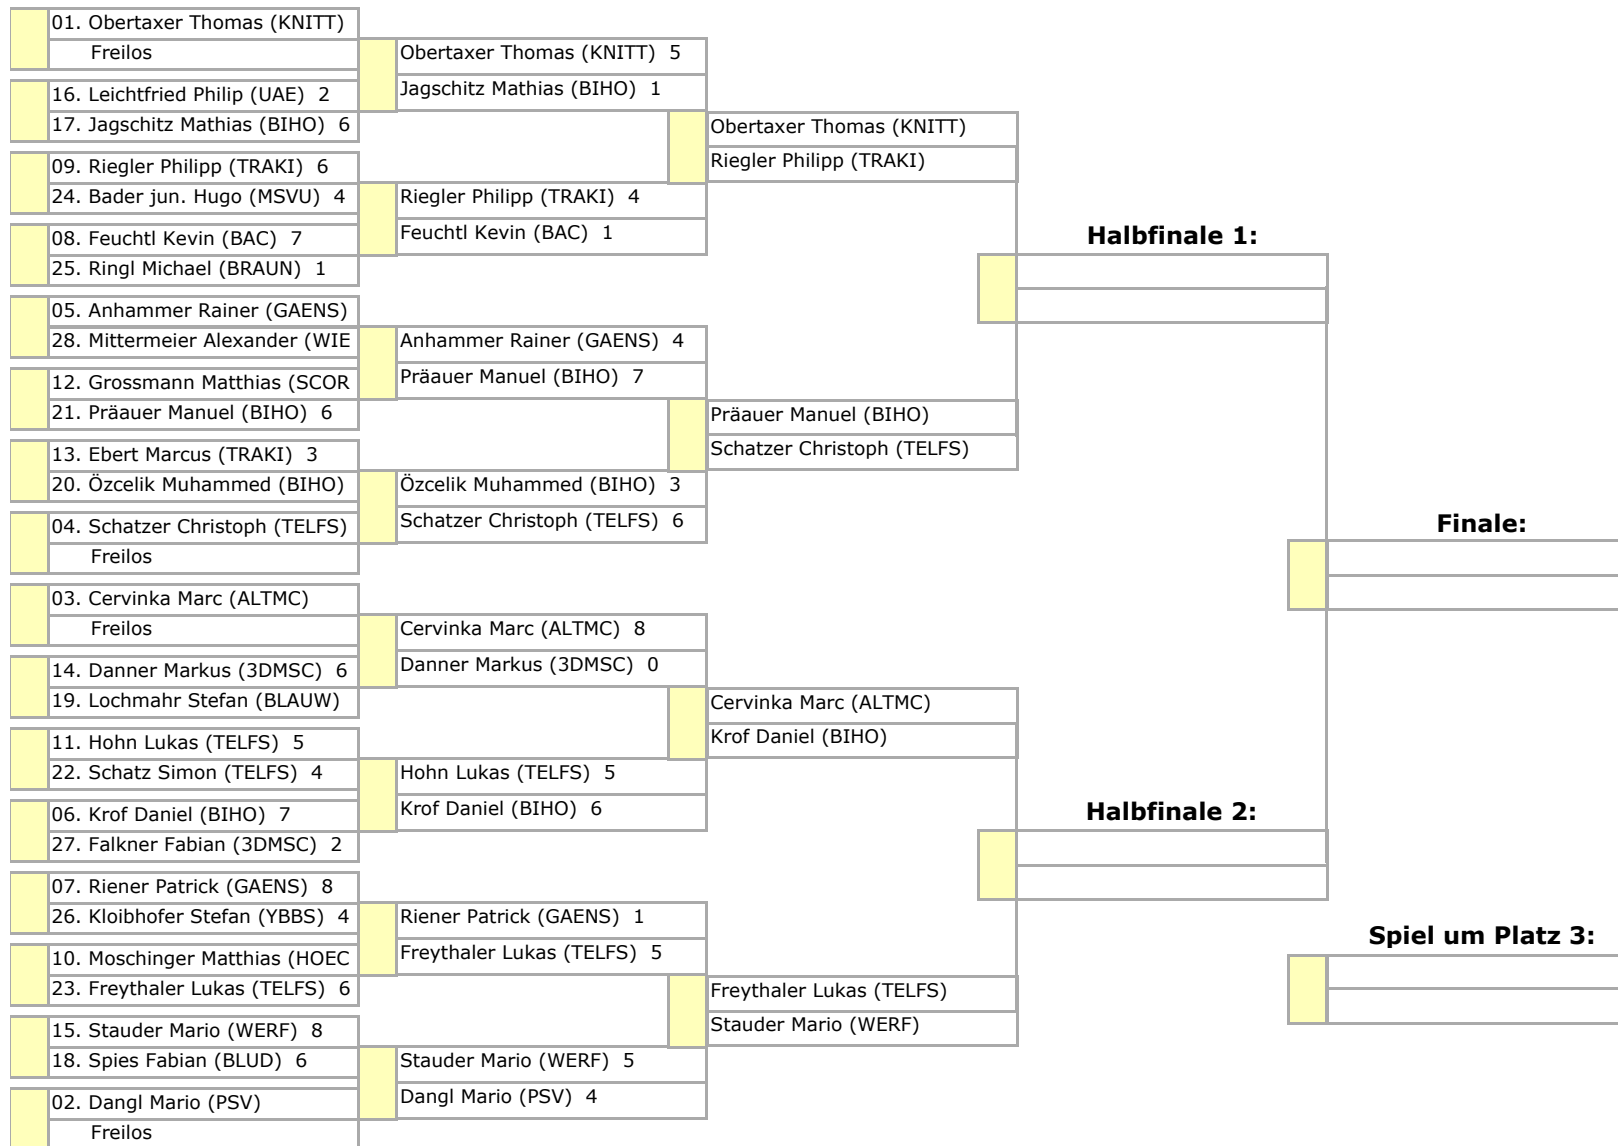 01. Obertaxer Thomas (KNITT)
Freilos
16. Leichtfried Philip (UAE) 2
17. Jagschitz Mathias (BIHO) 6
09. Riegler Philipp (TRAKI) 6
24. Bader jun. Hugo (MSVU) 4
08. Feuchtl Kevin (BAC) 7
25. Ringl Michael (BRAUN) 1
05. Anhammer Rainer (GAENS)
28. Mittermeier Alexander (WIE
12. Grossmann Matthias (SCOR
21. Präauer Manuel (BIHO) 6
13. Ebert Marcus (TRAKI) 3
20. Özcelik Muhammed (BIHO)
04. Schatzer Christoph (TELFS)
Freilos
03. Cervinka Marc (ALTMC)
Freilos
14. Danner Markus (3DMSC) 6
19. Lochmahr Stefan (BLAUW)
11. Hohn Lukas (TELFS) 5
22. Schatz Simon (TELFS) 4
06. Krof Daniel (BIHO) 7
27. Falkner Fabian (3DMSC) 2
07. Riener Patrick (GAENS) 8
26. Kloibhofer Stefan (YBBS) 4
10. Moschinger Matthias (HOEC
23. Freythaler Lukas (TELFS) 6
15. Stauder Mario (WERF) 8
18. Spies Fabian (BLUD) 6
02. Dangl Mario (PSV)
Freilos
Obertaxer Thomas (KNITT) 5
Jagschitz Mathias (BIHO) 1
Riegler Philipp (TRAKI) 4
Feuchtl Kevin (BAC) 1
Anhammer Rainer (GAENS) 4
Präauer Manuel (BIHO) 7
Özcelik Muhammed (BIHO) 3
Schatzer Christoph (TELFS) 6
Cervinka Marc (ALTMC) 8
Danner Markus (3DMSC) 0
Hohn Lukas (TELFS) 5
Krof Daniel (BIHO) 6
Riener Patrick (GAENS) 1
Freythaler Lukas (TELFS) 5
Stauder Mario (WERF) 5
Dangl Mario (PSV) 4
Obertaxer Thomas (KNITT)
Riegler Philipp (TRAKI)
Präauer Manuel (BIHO)
Schatzer Christoph (TELFS)
Cervinka Marc (ALTMC)
Krof Daniel (BIHO)
Freythaler Lukas (TELFS)
Stauder Mario (WERF)
Halbfinale 1:
Halbfinale 2:
Finale:
Spiel um Platz 3: